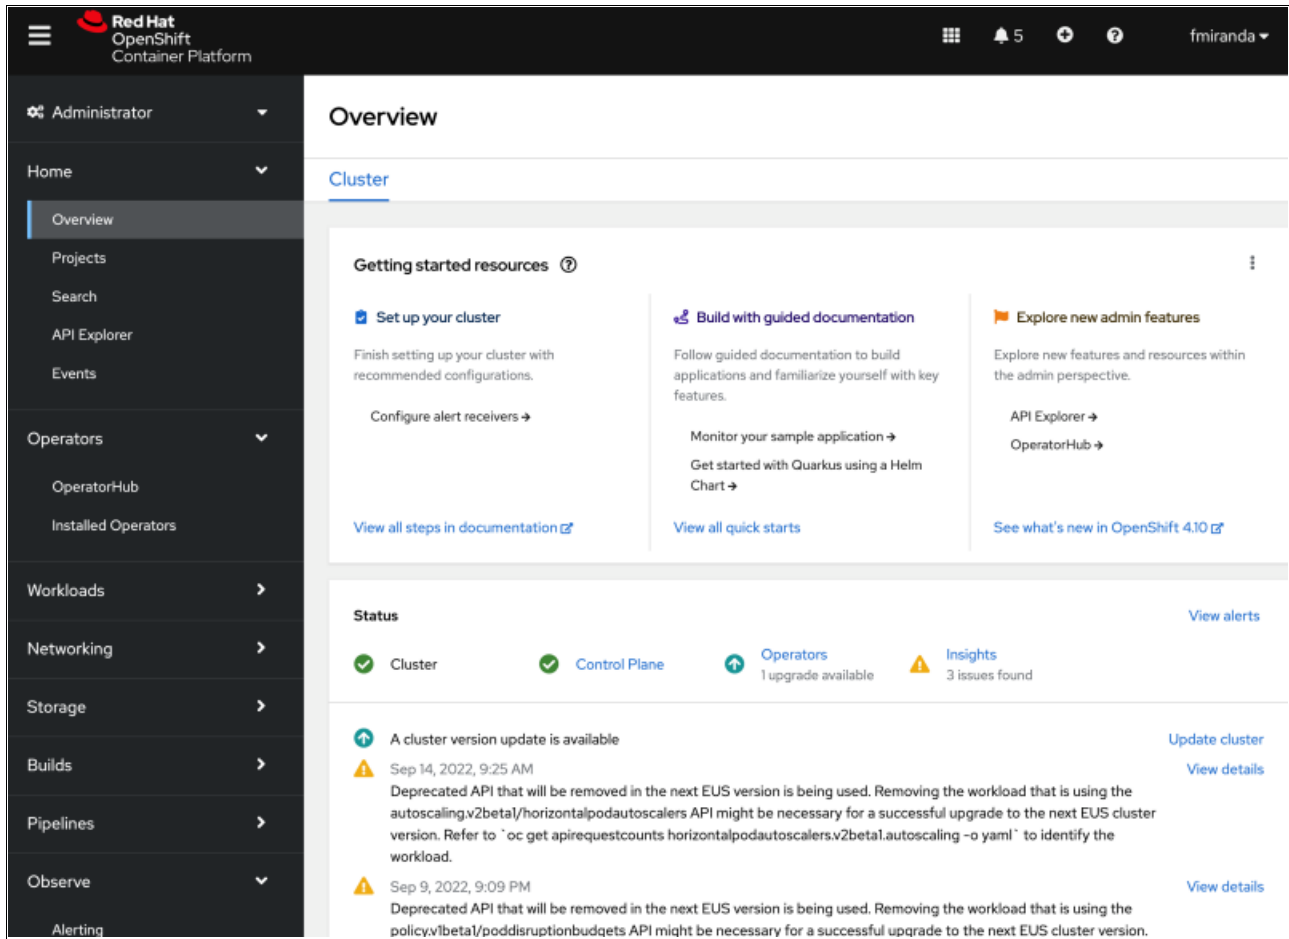 Red Hat
OpenShift
Container Platform
5
fmiranda
Administrator
Home
Overview
Projects
Search
API Explorer
Events
Operators
OperatorHub
Installed Operators
Workloads
Networking
Storage
Builds
Pipelines
Observe
Alerting
Overview
Cluster
Getting started resources
Set up your cluster
Finish setting up your cluster with
recommended configurations.
Configure alert receivers →
View all steps in documentation
Build with guided documentation
Follow guided documentation to build
applications and familiarize yourself with key
features.
Monitor your sample application →
Get started with Quarkus using a Helm
Chart →
View all quick starts
Explore new admin features
Explore new features and resources within
the admin perspective.
API Explorer →
OperatorHub →
See what's new in OpenShift 4.10
Status
View alerts
Cluster
Control Plane
Operators
1 upgrade available
Insights
3 issues found
A cluster version update is available
Update cluster
Sep 14, 2022, 9:25 AM
View details
Deprecated API that will be removed in the next EUS version is being used. Removing the workload that is using the
autoscaling.v2beta1/horizontalpodautoscalers API might be necessary for a successful upgrade to the next EUS cluster
version. Refer to `oc get apirequestcounts horizontalpodautoscalers.v2beta1.autoscaling -o yaml` to identify the
workload.
Sep 9, 2022, 9:09 PM
View details
Deprecated API that will be removed in the next EUS version is being used. Removing the workload that is using the
policy.v1beta1/poddisruptionbudgets API might be necessary for a successful upgrade to the next EUS cluster version.